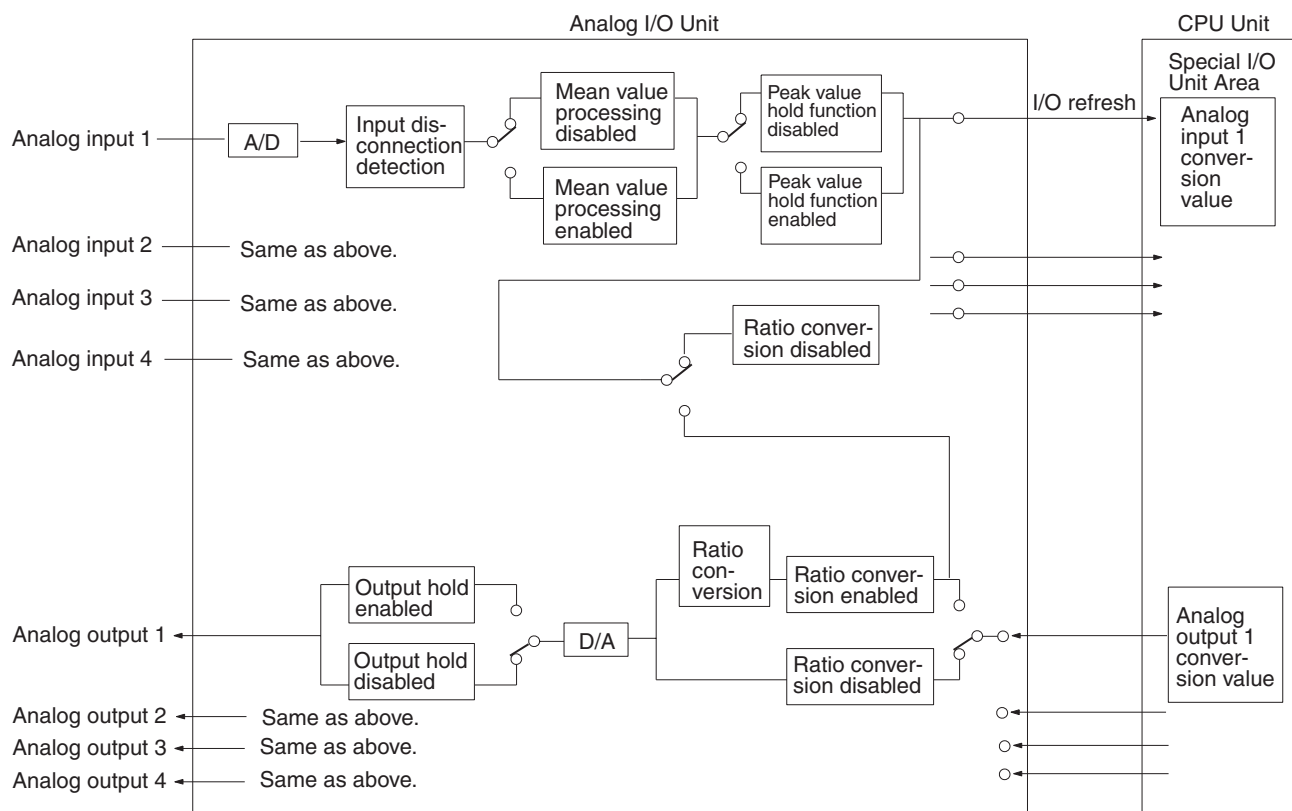 Analog I/O Unit
CPU Unit
Special I/O
Unit Area
I/O refresh
Analog input 1
A/D
Input dis-
connection
detection
Mean value
processing
disabled
Mean value
processing
enabled
Peak value
hold function
disabled
Peak value
hold function
enabled
Analog
input 1
conver-
sion
value
Analog input 2
Same as above.
Analog input 3
Same as above.
Analog input 4
Same as above.
Ratio conver-
sion disabled
Ratio
con-
version
Ratio conver-
sion enabled
Ratio conver-
sion disabled
Output hold
enabled
Output hold
disabled
D/A
Analog output 1
Analog
output 1
conver-
sion value
Analog output 2
Same as above.
Analog output 3
Same as above.
Analog output 4
Same as above.